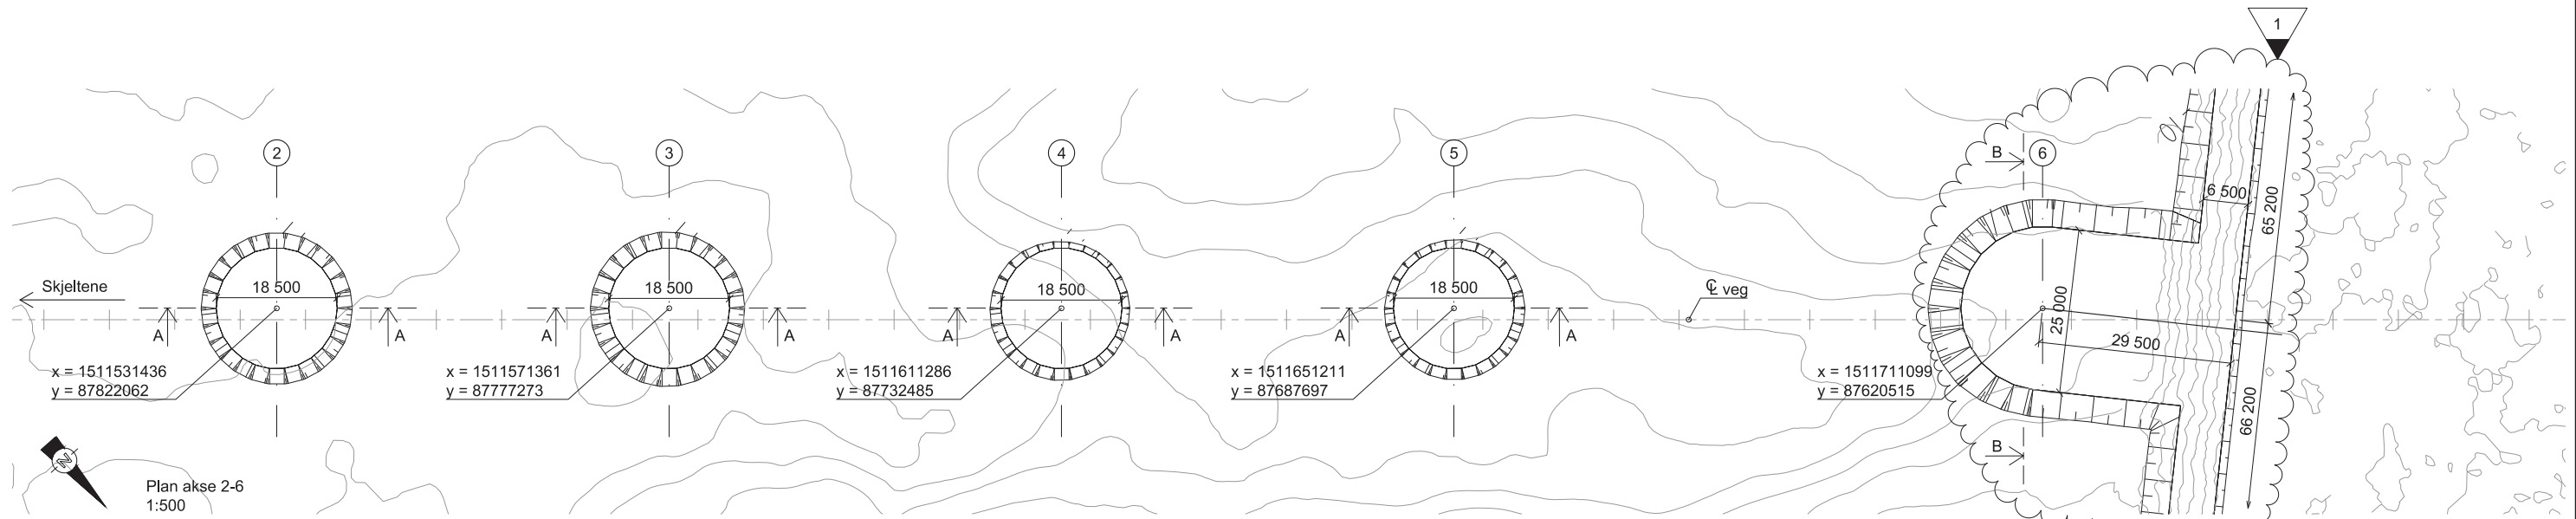 1
2
3
4
5
6
B
6 500
65 200
Skjeltene
18 500
18 500
18 500
18 500
℄ veg
25 000
29 500
A
A
A
A
A
A
A
A
x = 1511531436
y = 87822062
x = 1511571361
y = 87777273
x = 1511611286
y = 87732485
x = 1511651211
y = 87687697
x = 1511711099
y = 87620515
66 200
B
N
Plan akse 2-6
1:500